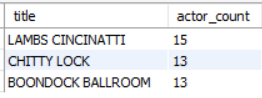 title actor_count
LAMBS CINCINATTI 15
CHITTY LOCK 13
BOONDOCK BALLROOM 13